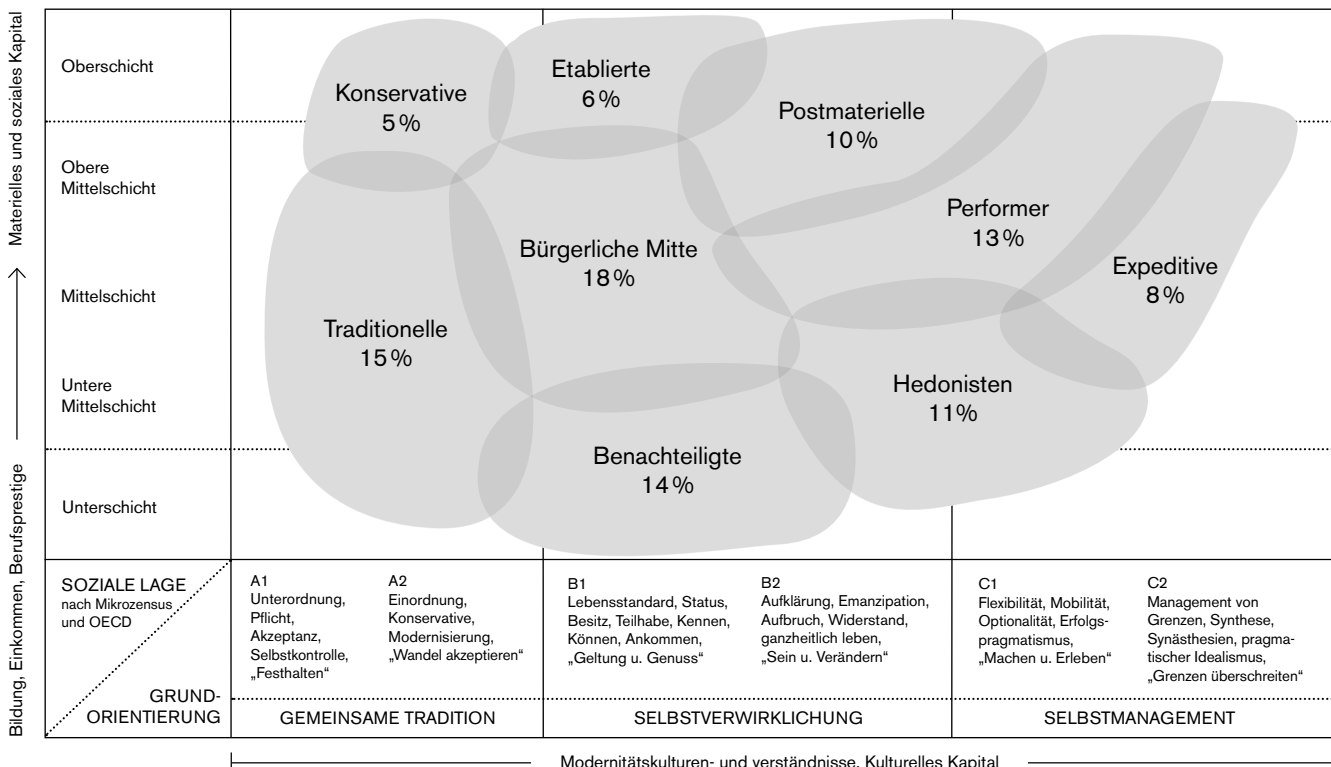 Materielles und soziales Kapital
Bildung, Einkommen, Berufsprestige
Oberschicht
Obere
Mittelschicht
Mittelschicht
Untere
Mittelschicht
Unterschicht
Konservative
5 %
Etablierte
6 %
Postmaterielle
10 %
Performer
13 %
Expeditive
8 %
Bürgerliche Mitte
18 %
Traditionelle
15 %
Hedonisten
11 %
Benachteiligte
14 %
SOZIALE LAGE
nach Mikrozensus
und OECD
GRUND-
ORIENTIERUNG
A1
Unterordnung,
Pflicht,
Akzeptanz,
Selbstkontrolle,
„Festhalten“
A2
Einordnung,
Konservative,
Modernisierung,
„Wandel akzeptieren“
B1
Lebensstandard, Status,
Besitz, Teilhabe, Kennen,
Können, Ankommen,
„Geltung u. Genuss“
B2
Aufklärung, Emanzipation,
Aufbruch, Widerstand,
ganzheitlich leben,
„Sein u. Verändern“
C1
Flexibilität, Mobilität,
Optionalität, Erfolgs-
pragmatismus,
„Machen u. Erleben“
C2
Management von
Grenzen, Synthese,
Synästhesien, pragma-
tischer Idealismus,
„Grenzen überschreiten“
GEMEINSAME TRADITION
SELBSTVERWIRKLICHUNG
SELBSTMANAGEMENT
Modernitätskulturen- und verständnisse, Kulturelles Kapital